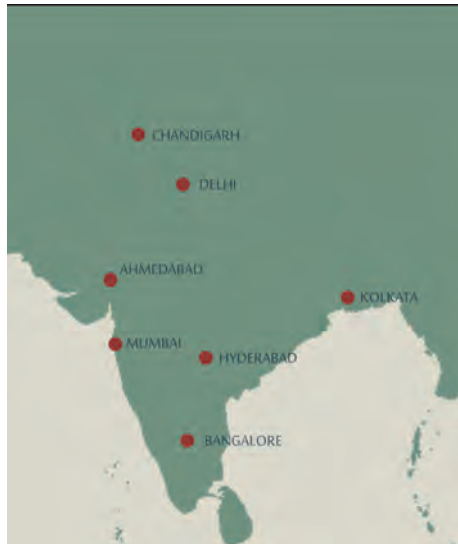 CHANDIGARH
DELHI
AHMEDABAD
KOLKATA
MUMBAI
HYDERABAD
BANGALORE